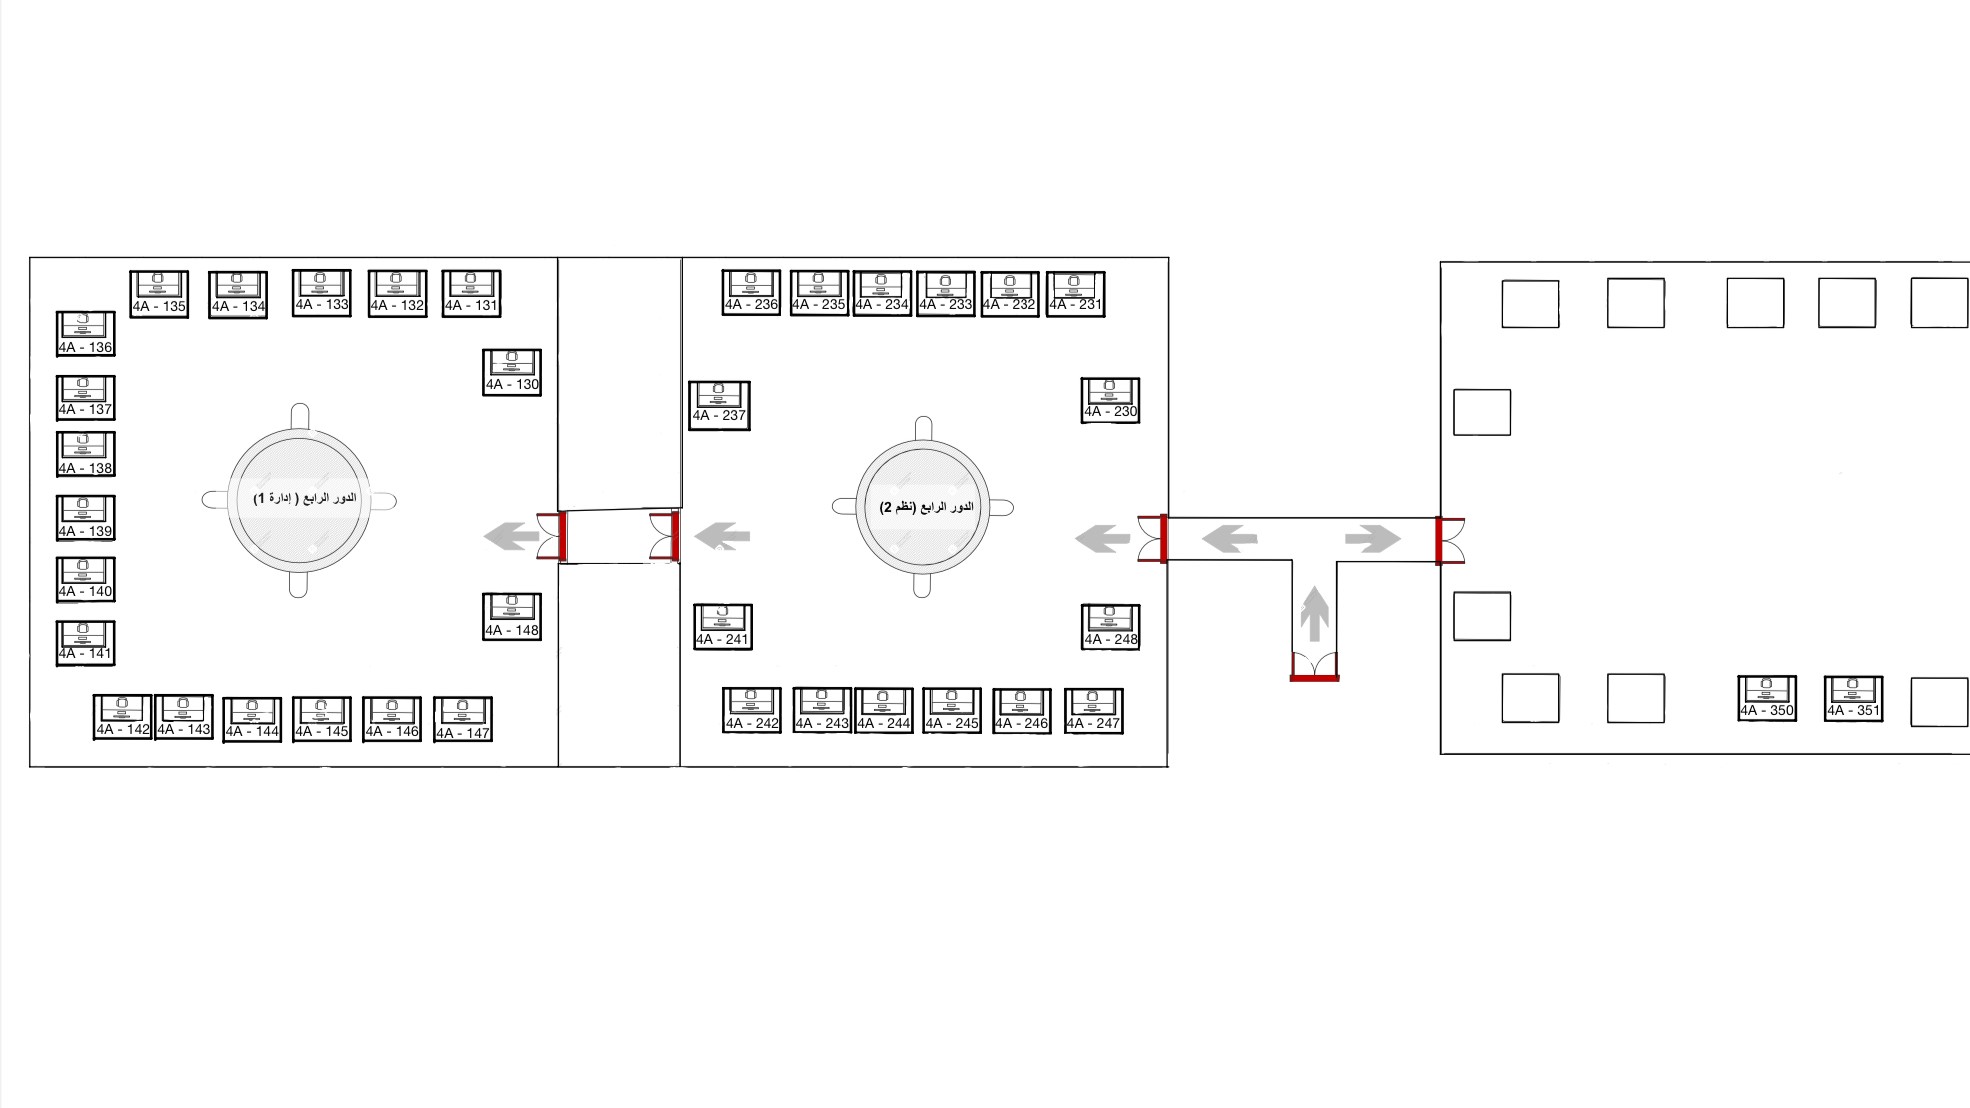 4A - 135
4A - 134
4A - 133
4A - 132
4A - 131
4A - 136
4A - 130
4A - 137
4A - 138
4A - 139
4A - 140
4A - 141
4A - 148
4A - 142
4A - 143
4A - 144
4A - 145
4A - 146
4A - 147
الدور الرابع ( إدارة 1)
4A - 236
4A - 235
4A - 234
4A - 233
4A - 232
4A - 231
4A - 237
4A - 230
الدور الرابع (نظم 2)
4A - 241
4A - 248
4A - 242
4A - 243
4A - 244
4A - 245
4A - 246
4A - 247
4A - 350
4A - 351